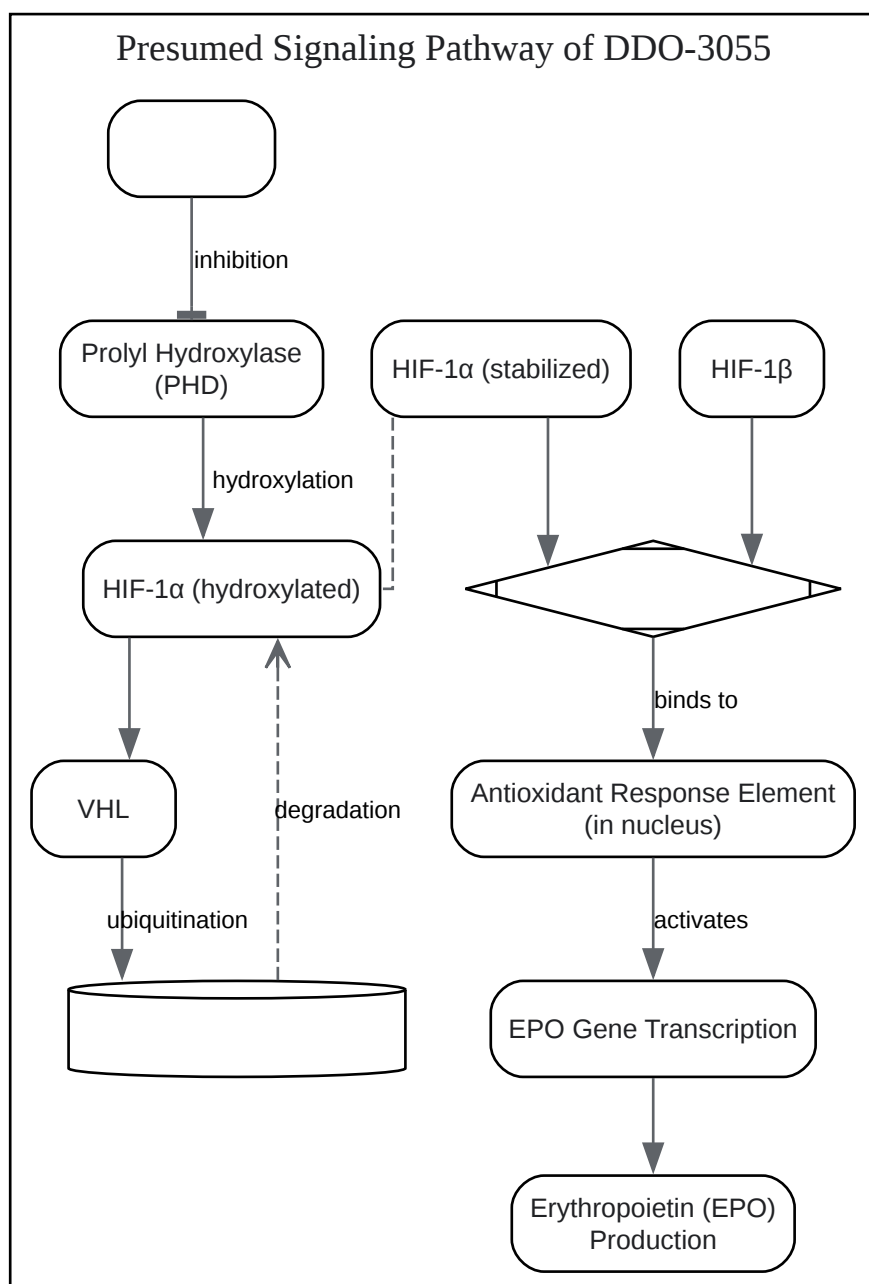 Presumed Signaling Pathway of DDO-3055
inhibition
Prolyl Hydroxylase
(PHD)
HIF-1α (stabilized)
HIF-1β
hydroxylation
HIF-1α (hydroxylated)
binds to
VHL
degradation
Antioxidant Response Element
(in nucleus)
ubiquitination
activates
EPO Gene Transcription
Erythropoietin (EPO)
Production